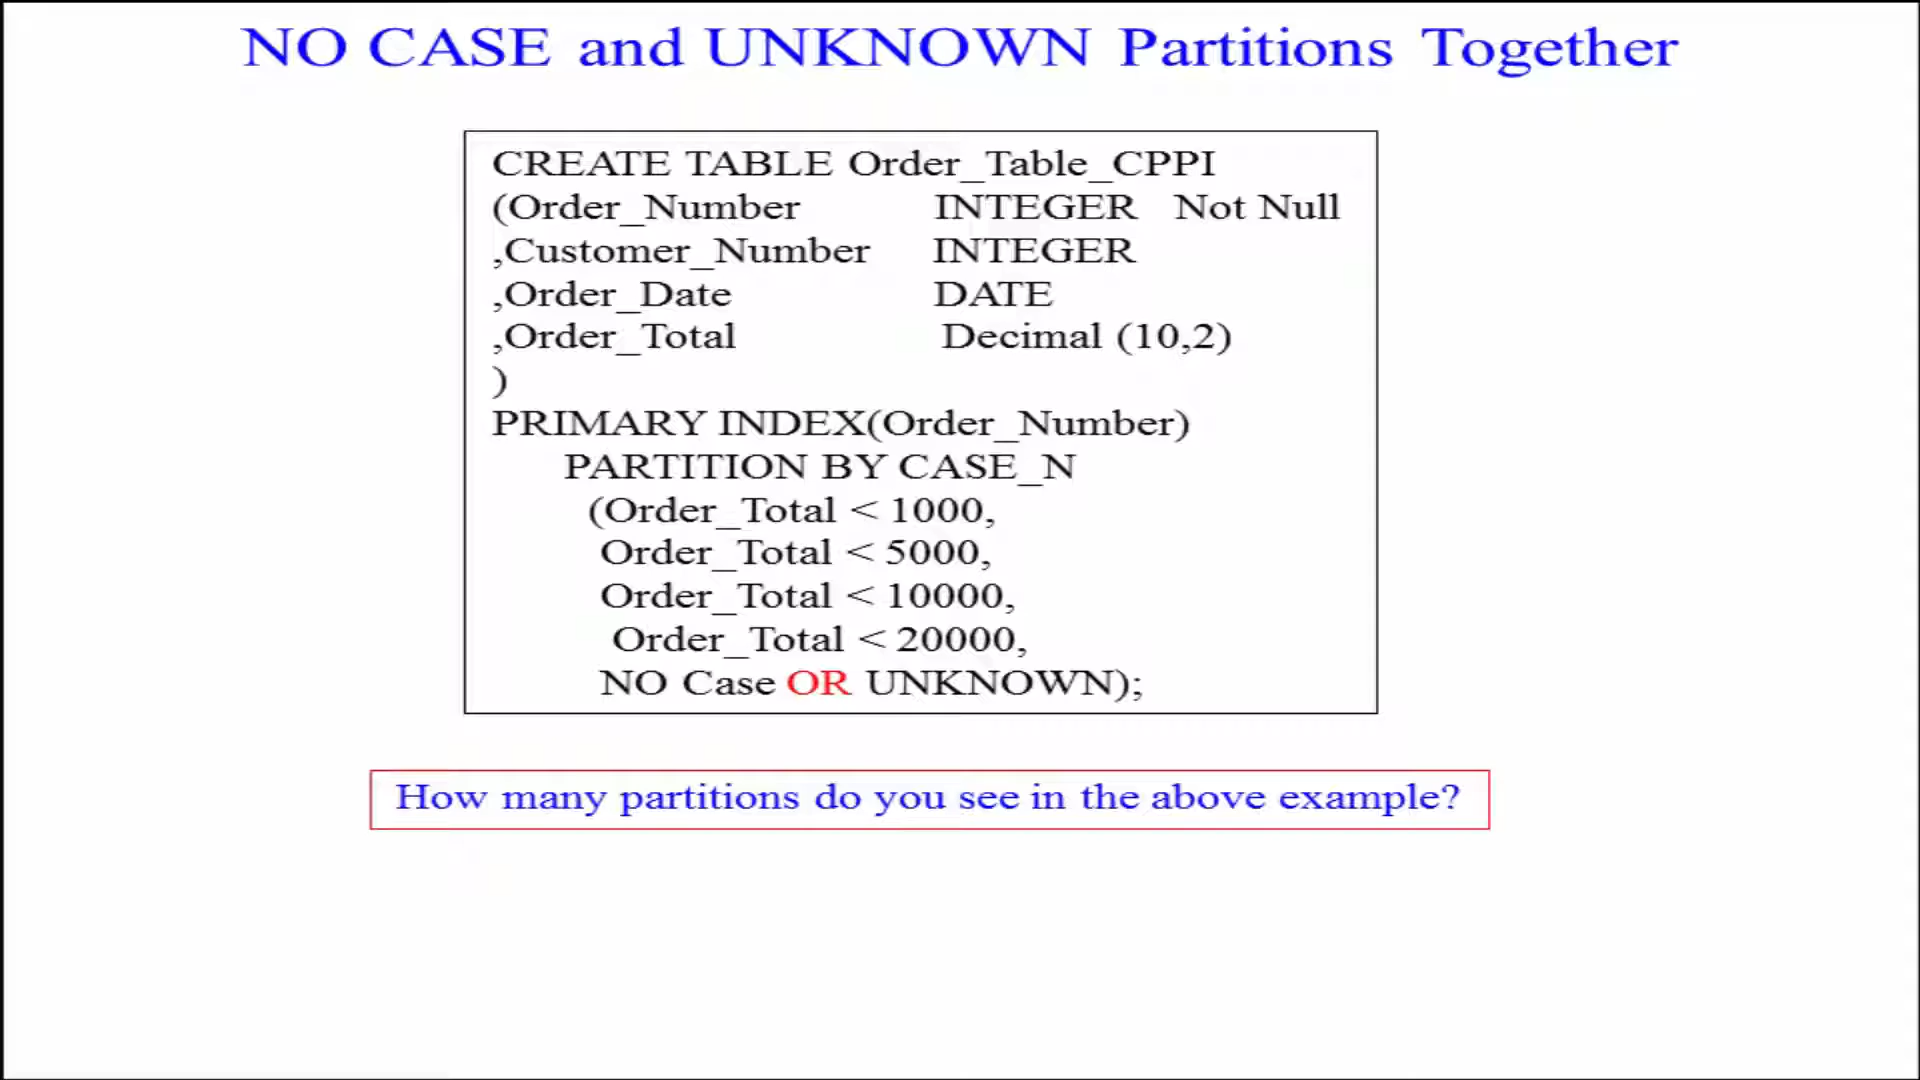 NO CASE and UNKNOWN Partitions Together
CREATE TABLE Order_Table_CPPI
(Order_Number INTEGER Not Null
,Customer_Number INTEGER
,Order_Date DATE
,Order_Total Decimal (10,2)
)
PRIMARY INDEX(Order_Number)
PARTITION BY CASE_N
(Order_Total < 1000,
Order_Total < 5000,
Order_Total < 10000,
Order_Total < 20000,
NO Case OR UNKNOWN);
How many partitions do you see in the above example?